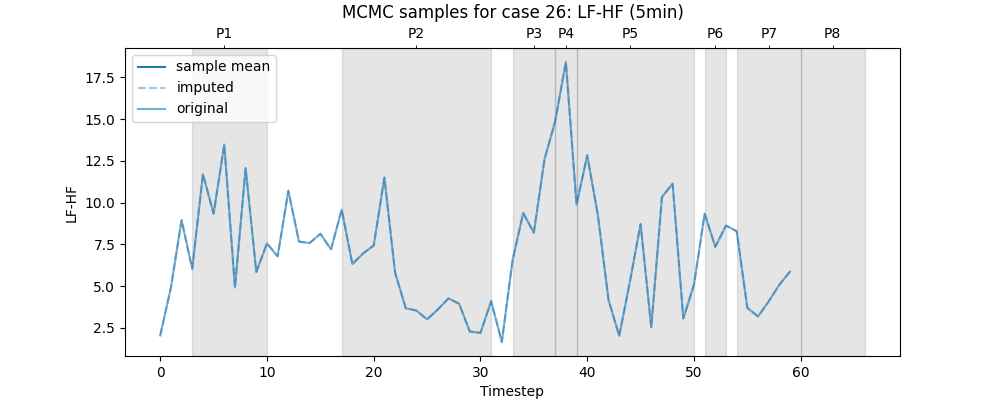 MCMC samples for case 26: LF-HF (5min)
P1 P2 P3 P4 P5 P6 P7 P8
sample mean
imputed
original
17.5
15.0
12.5
10.0
7.5
5.0
2.5
LF-HF
0 10 20 30 40 50 60
Timestep